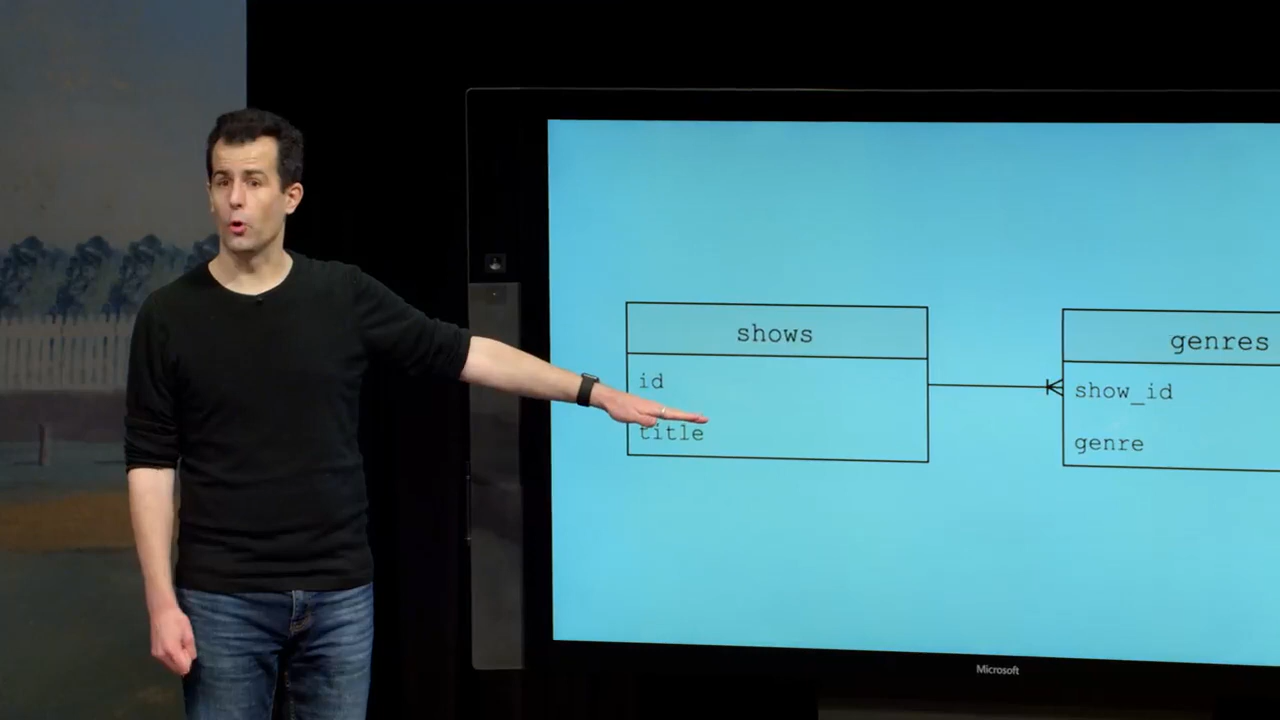 shows
id
title
genres
show_id
genre
Microsoft